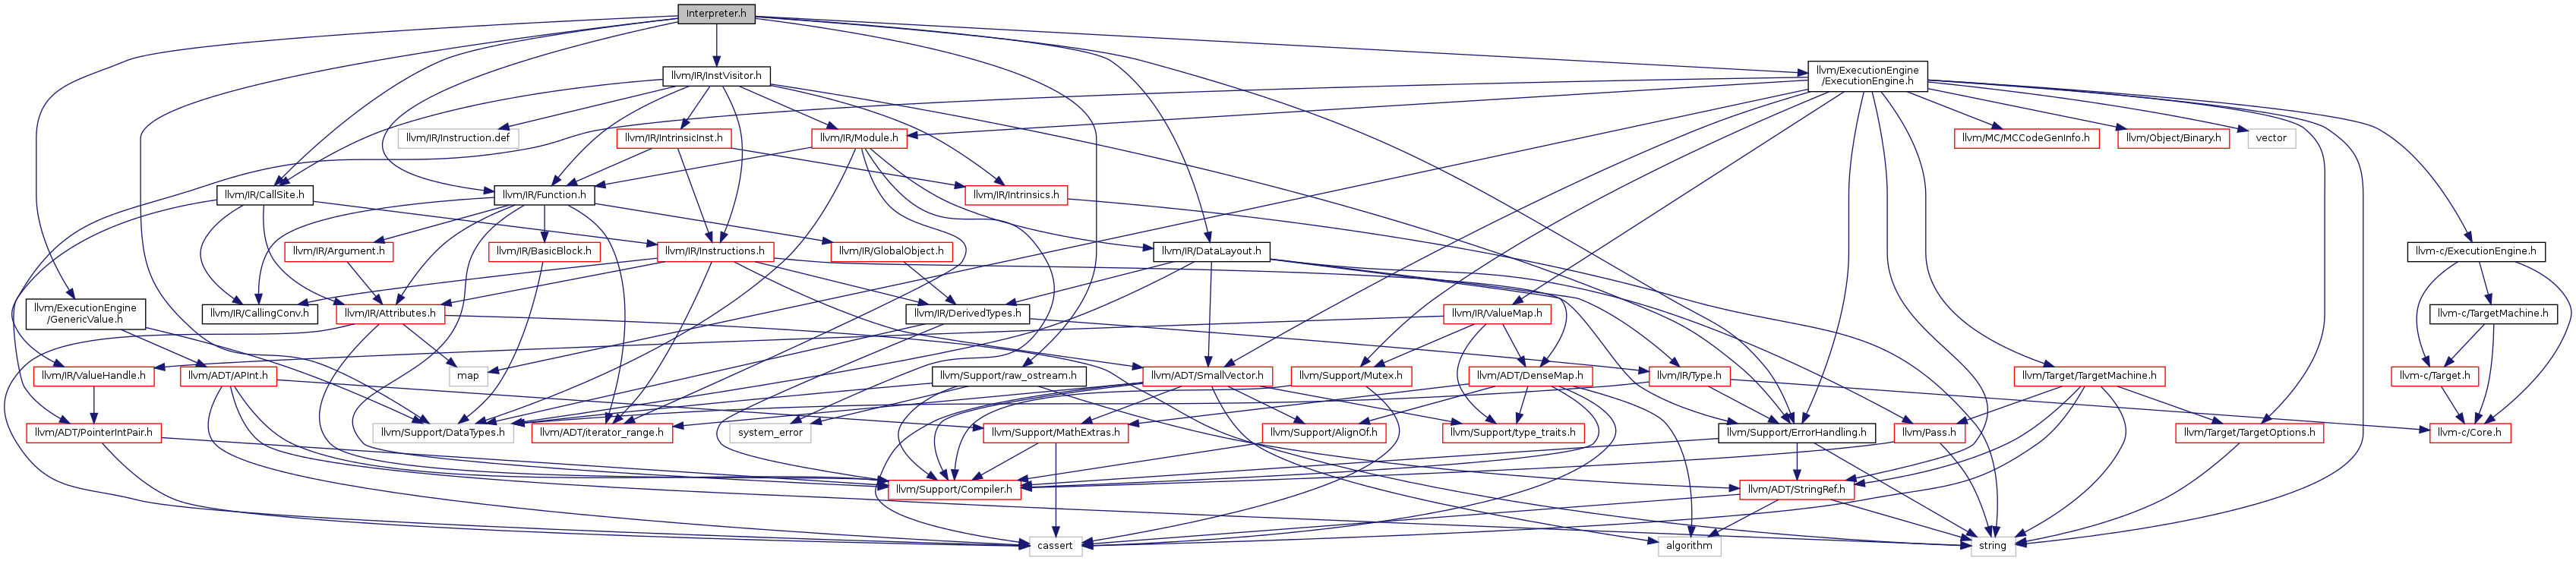 Interpreter.h
llvm/IR/InstVisitor.h
llvm/ExecutionEngine
/ExecutionEngine.h
llvm/IR/Instruction.def
llvm/IR/IntrinsicInst.h
llvm/IR/Module.h
llvm/MC/MCCodeGenInfo.h
llvm/Object/Binary.h
vector
llvm/IR/CallSite.h
llvm/IR/Function.h
llvm/IR/Intrinsics.h
llvm/IR/Argument.h
llvm/IR/BasicBlock.h
llvm/IR/Instructions.h
llvm/IR/GlobalObject.h
llvm/IR/DataLayout.h
llvm-c/ExecutionEngine.h
llvm/ExecutionEngine
/GenericValue.h
llvm/IR/CallingConv.h
llvm/IR/Attributes.h
llvm/IR/DerivedTypes.h
llvm/IR/ValueMap.h
llvm-c/TargetMachine.h
llvm/IR/ValueHandle.h
llvm/ADT/APInt.h
map
llvm/Support/raw_ostream.h
llvm/ADT/SmallVector.h
llvm/Support/Mutex.h
llvm/ADT/DenseMap.h
llvm/IR/Type.h
llvm/Target/TargetMachine.h
llvm-c/Target.h
llvm/ADT/PointerIntPair.h
llvm/Support/DataTypes.h
llvm/ADT/iterator_range.h
system_error
llvm/Support/MathExtras.h
llvm/Support/AlignOf.h
llvm/Support/type_traits.h
llvm/Support/ErrorHandling.h
llvm/Pass.h
llvm/Target/TargetOptions.h
llvm-c/Core.h
llvm/Support/Compiler.h
llvm/ADT/StringRef.h
cassert
algorithm
string